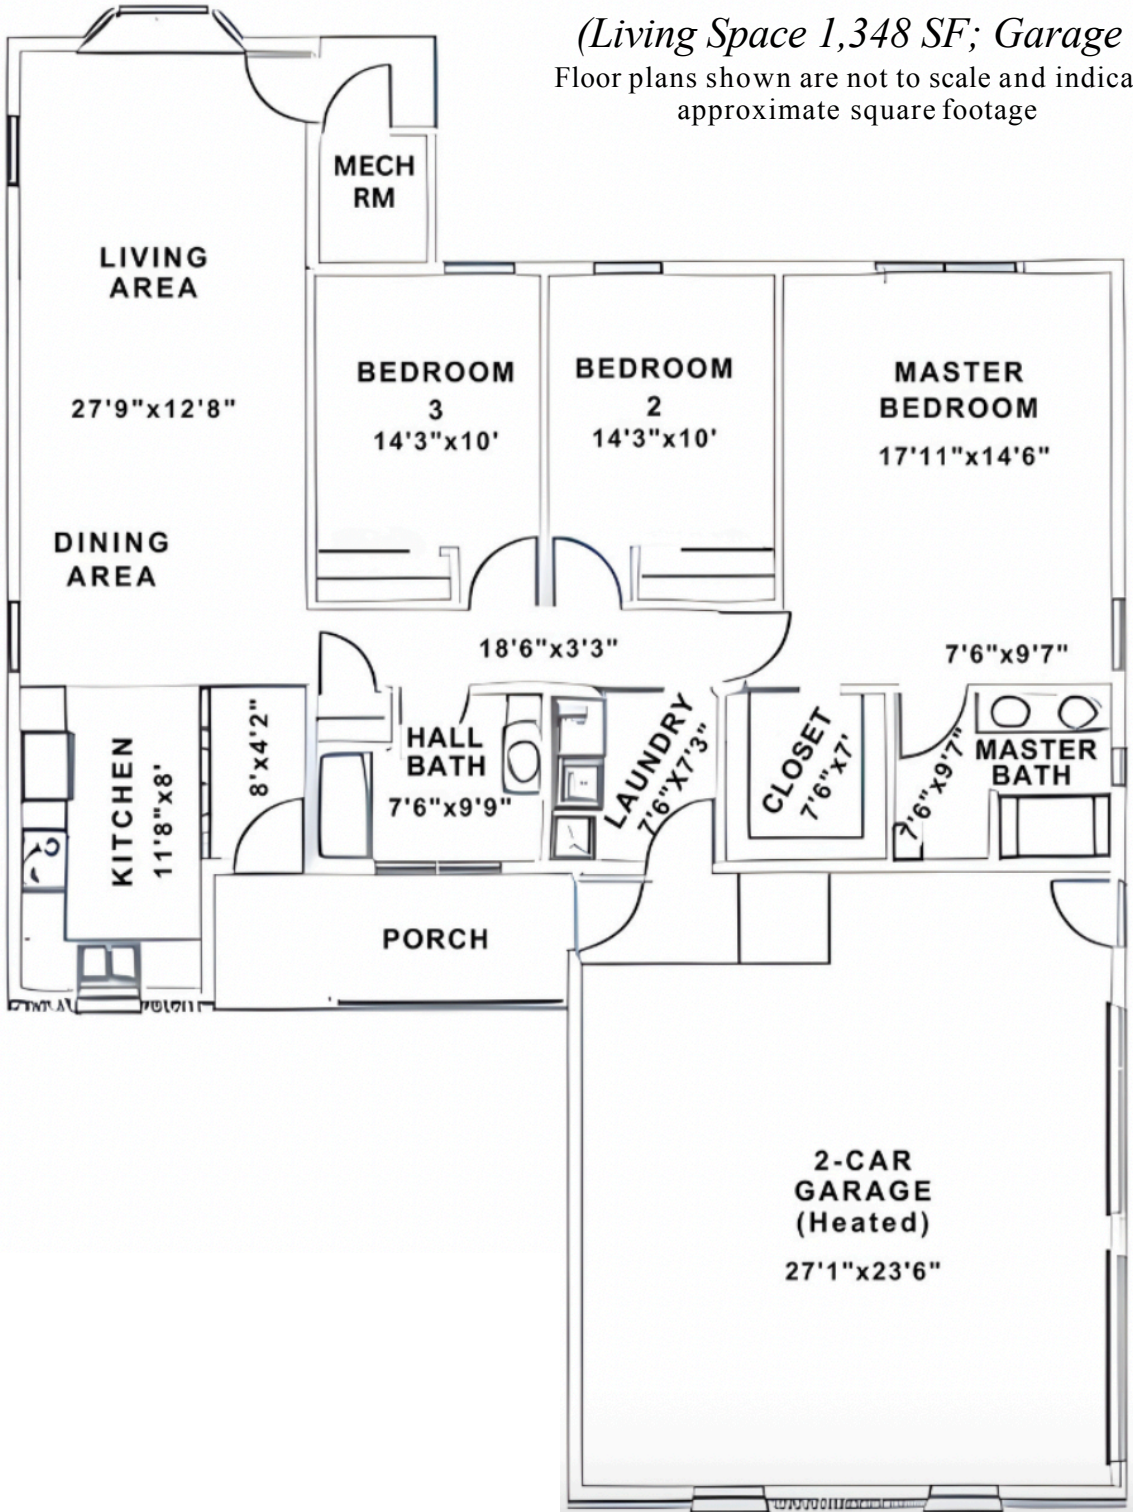 (Living Space 1,348 SF; Garage
Floor plans shown are not to scale and indica
approximate square footage
MECH
RM
LIVING
AREA
27'9"x12'8"
DINING
AREA
BEDROOM
3
14'3"x10'
BEDROOM
2
14'3"x10'
MASTER
BEDROOM
17'11"x14'6"
18'6"x3'3"
7'6"x9'7"
KITCHEN
11'8"x8'
8'x4'2"
HALL
BATH
7'6"x9'9"
LAUNDRY
7'6"X7'3"
CLOSET
7'6"x7'
7'6"x9'7"
MASTER
BATH
PORCH
2-CAR
GARAGE
(Heated)
27'1"x23'6"